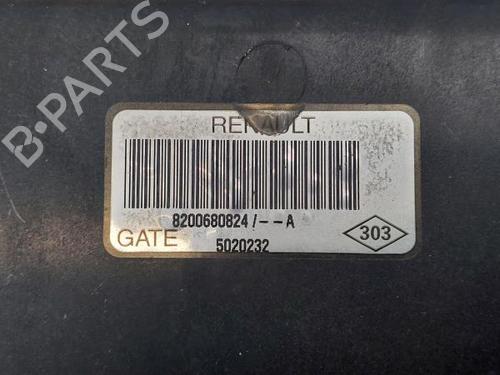 B-PARTS
RENAULT
8200680824/--A
GATE 5020232 303